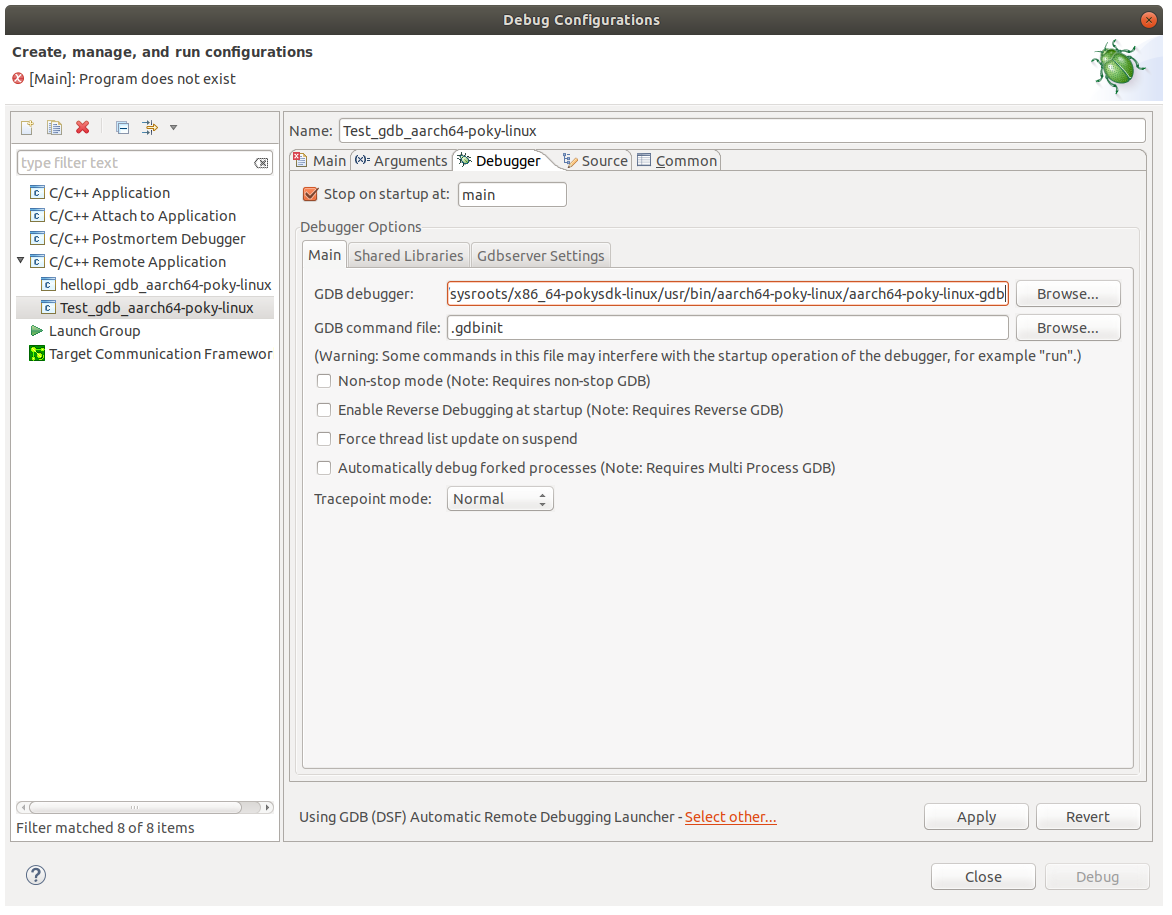 Debug Configurations
Create, manage, and run configurations
[Main]: Program does not exist
type filter text
C/C++ Application
C/C++ Attach to Application
C/C++ Postmortem Debugger
C/C++ Remote Application
hellopi_gdb_aarch64-poky-linux
Test_gdb_aarch64-poky-linux
Launch Group
Target Communication Framewor
Filter matched 8 of 8 items
Name: Test_gdb_aarch64-poky-linux
Main (x)= Arguments Debugger Source Common
Stop on startup at: main
Debugger Options
Main Shared Libraries Gdbserver Settings
GDB debugger: sysroots/x86_64-pokysdk-linux/usr/bin/aarch64-poky-linux/aarch64-poky-linux-gdb Browse...
GDB command file: .gdbinit Browse...
(Warning: Some commands in this file may interfere with the startup operation of the debugger, for example "run".)
Non-stop mode (Note: Requires non-stop GDB)
Enable Reverse Debugging at startup (Note: Requires Reverse GDB)
Force thread list update on suspend
Automatically debug forked processes (Note: Requires Multi Process GDB)
Tracepoint mode: Normal
Using GDB (DSF) Automatic Remote Debugging Launcher - Select other... Apply Revert
? Close Debug